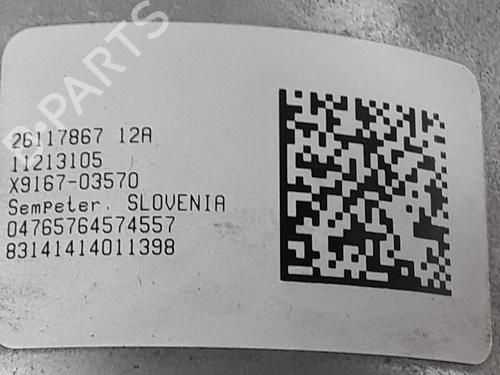 B-PARTS
26117867 12A
11213105
X9167-03570
Sempeter, SLOVENIA
04765764574557
83141414011398